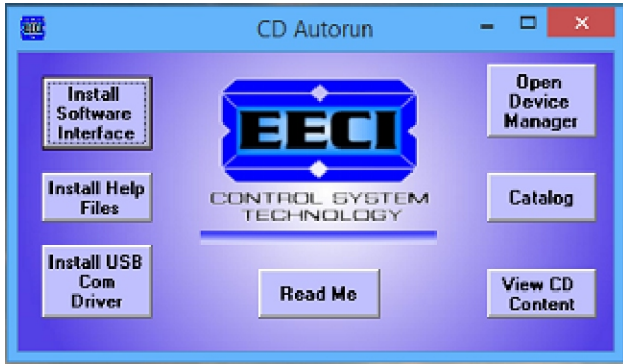 CD Autorun
Install
Software
Interface
Install Help
Files
Install USB
Com
Driver
EECI
CONTROL SYSTEM
TECHNOLOGY
Read Me
Open
Device
Manager
Catalog
View CD
Content